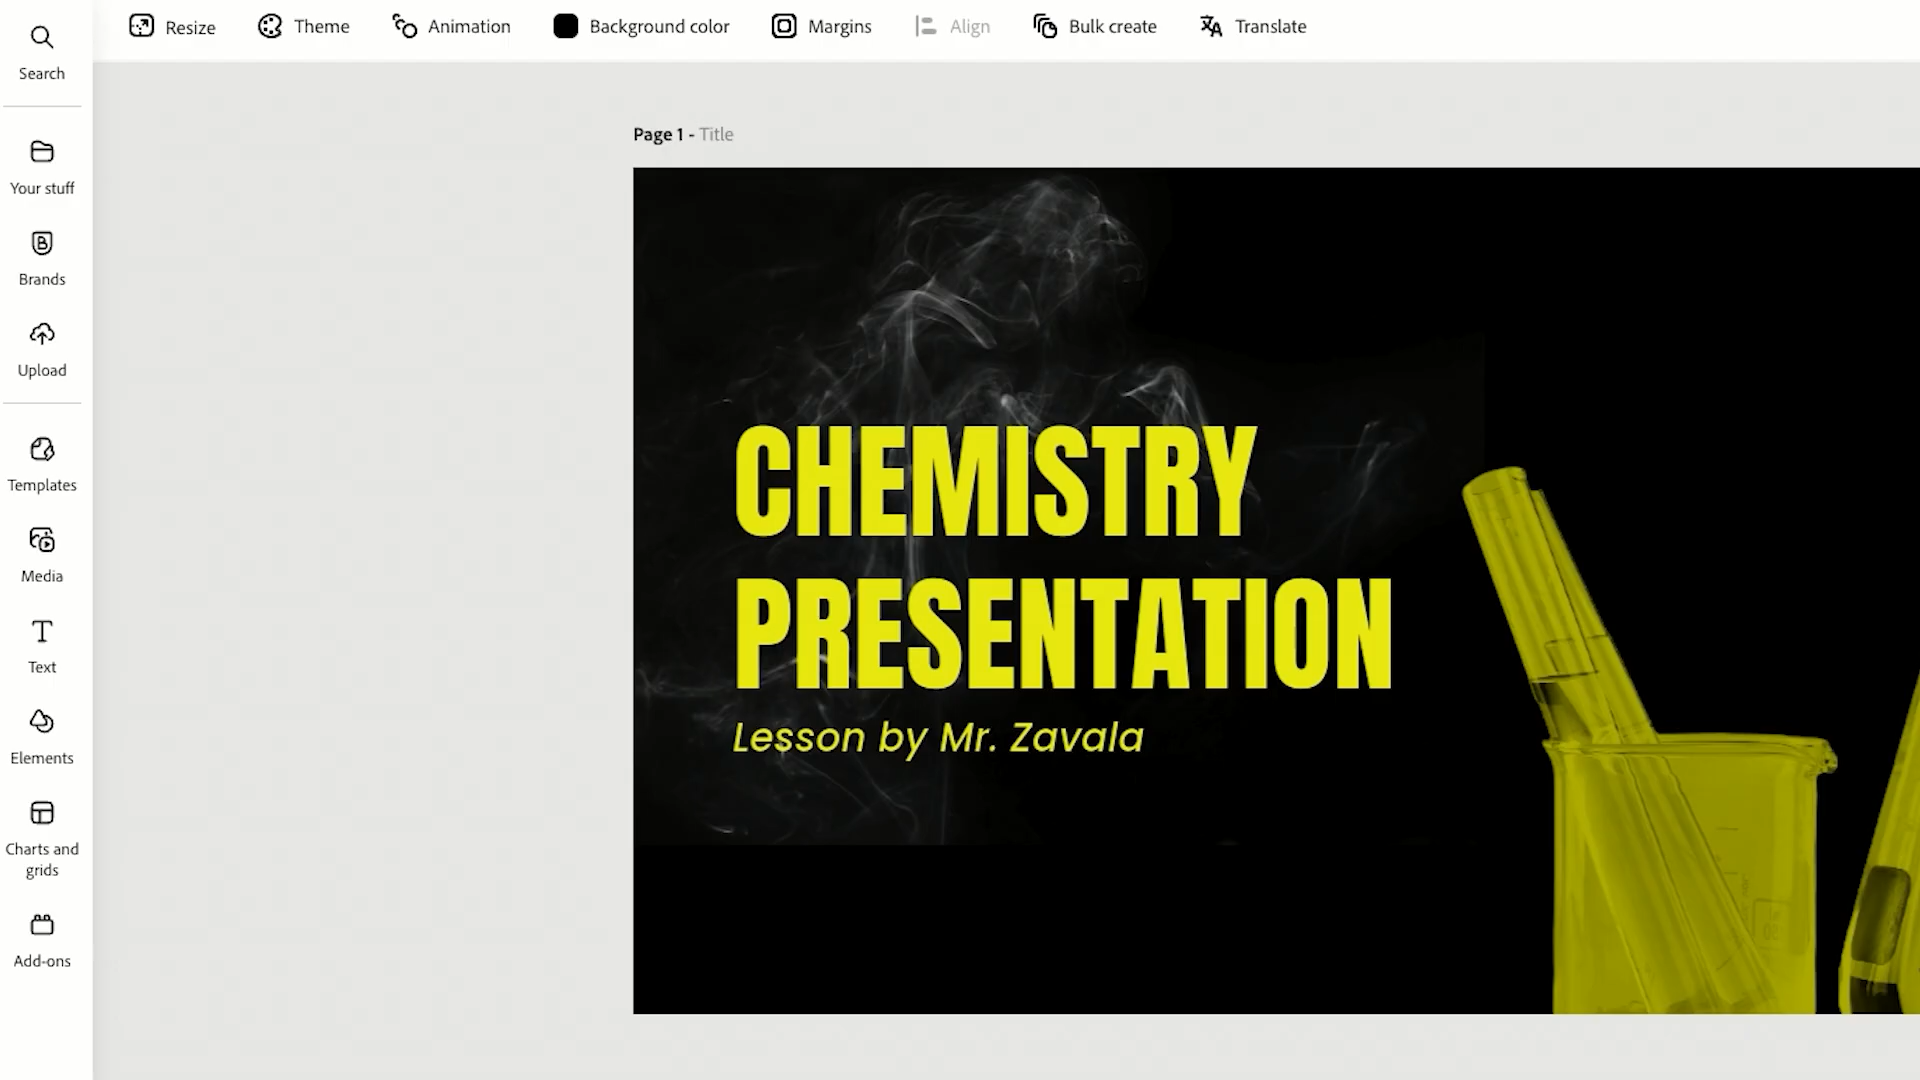 Resize
Theme
Animation
Background color
Margins
Align
Bulk create
Translate
Search
Your stuff
Brands
Upload
Templates
Media
Text
Elements
Charts and
grids
Add-ons
Page 1 - Title
CHEMISTRY
PRESENTATION
Lesson by Mr. Zavala